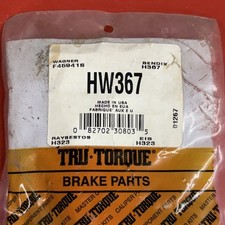 WAGNER
F459418
BENDIX
H367
HW367
MADE IN USA
HECHO EN EUA
FABRIQUE AUX E U
0 82702 30803 5
01267
RAYBESTOS
H323
EIS
H323
TRU-TORQUE
BRAKE PARTS